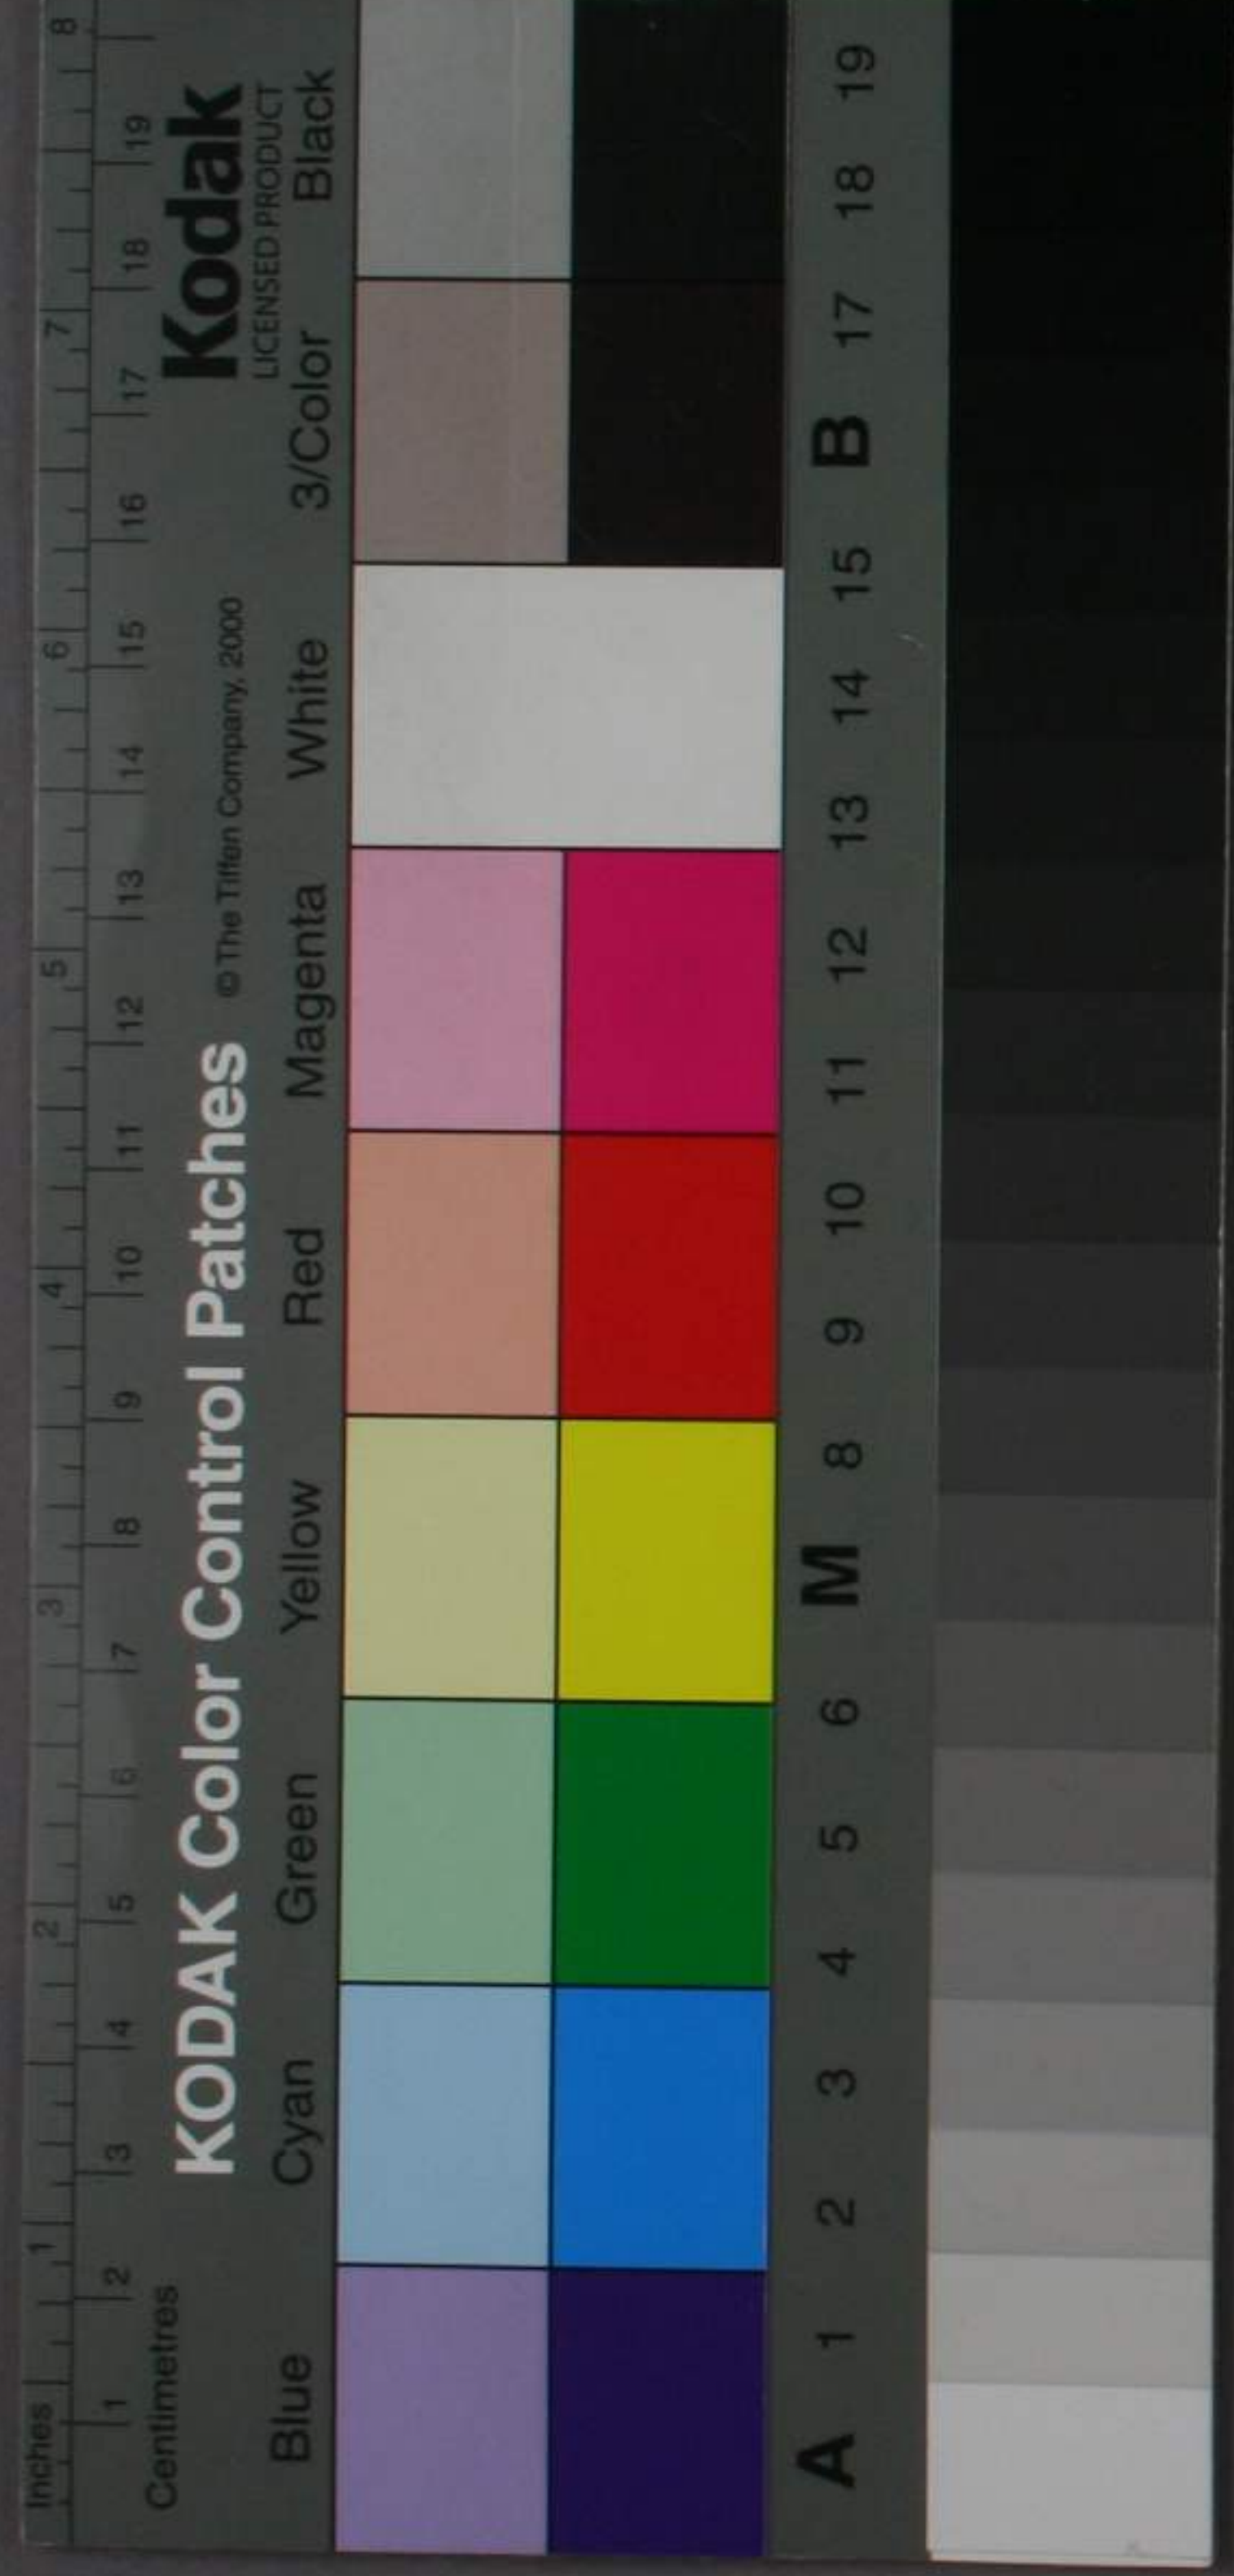 Inches 1 2 3 4 5 6 7 8
1 2 3 4 5 6 7 8 9 10 11 12 13 14 15 16 17 18 19
Centimetres
KODAK Color Control Patches © The Tiffen Company, 2000 Kodak
LICENSED PRODUCT
Blue Cyan Green Yellow Red Magenta White 3/Color Black
A 1 2 3 4 5 6 M 8 9 10 11 12 13 14 15 B 17 18 19